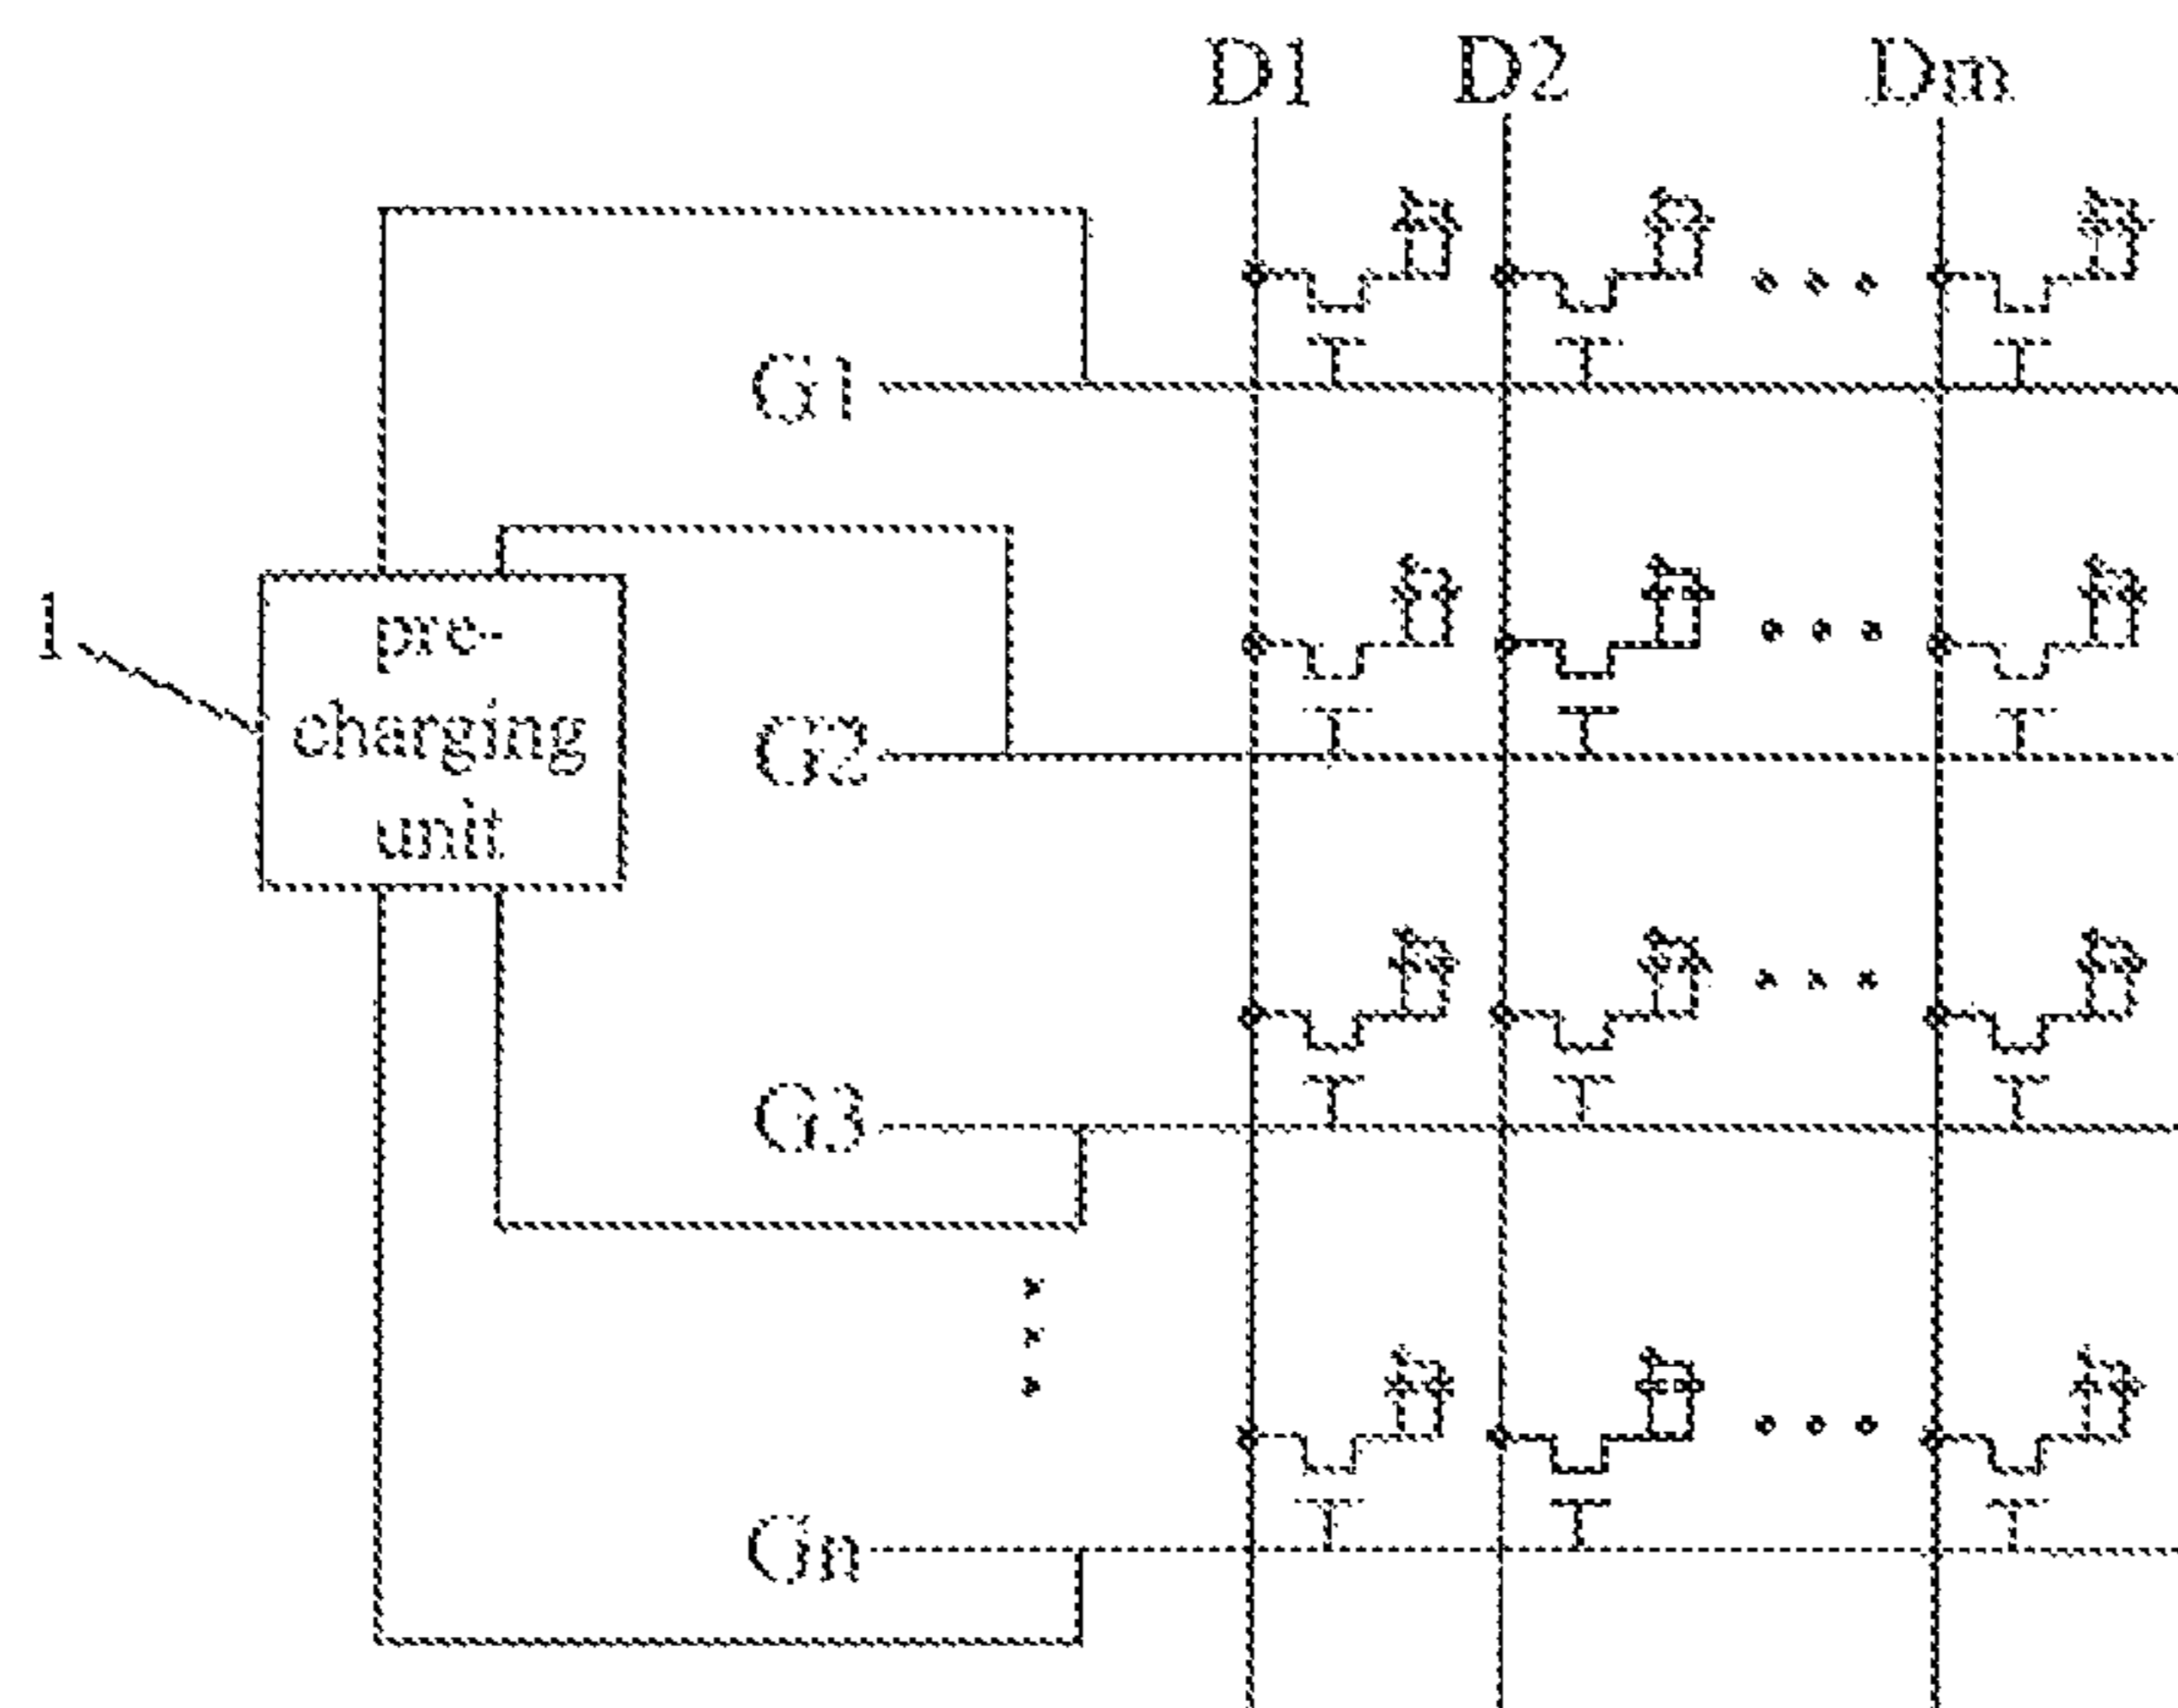 D1 D2 Dm
G1
1
pre-
charging
unit
G2
G3
Gn